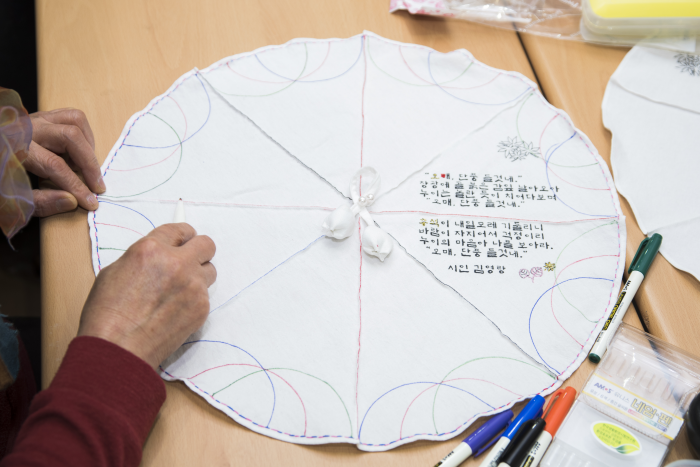 "오매, 단풍 들것네."
장광에 골붉은 감잎 날아오아
누이는 놀란 듯이 치어다보며
"오매, 단풍 들것네."
추석이 내일모레 기둘리니
바람이 자지어서 걱정이리
누이의 마음아 나를 보아라.
"오매, 단풍 들것네."
시인 김영랑
AMOS